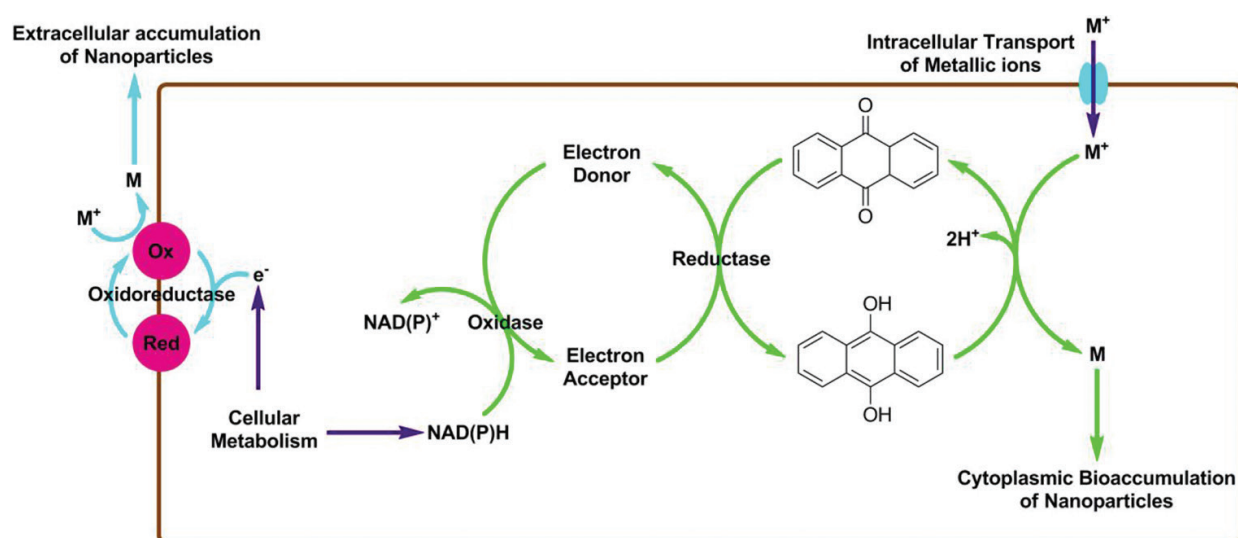 Extracellular accumulation
of Nanoparticles
M
M⁺
Ox
Oxidoreductase
e⁻
Red
Cellular
Metabolism
NAD(P)H
NAD(P)⁺
Oxidase
Electron
Donor
Electron
Acceptor
Reductase
O
O
OH
OH
Intracellular Transport
of Metallic ions
M⁺
M⁺
2H⁺
M
Cytoplasmic Bioaccumulation
of Nanoparticles